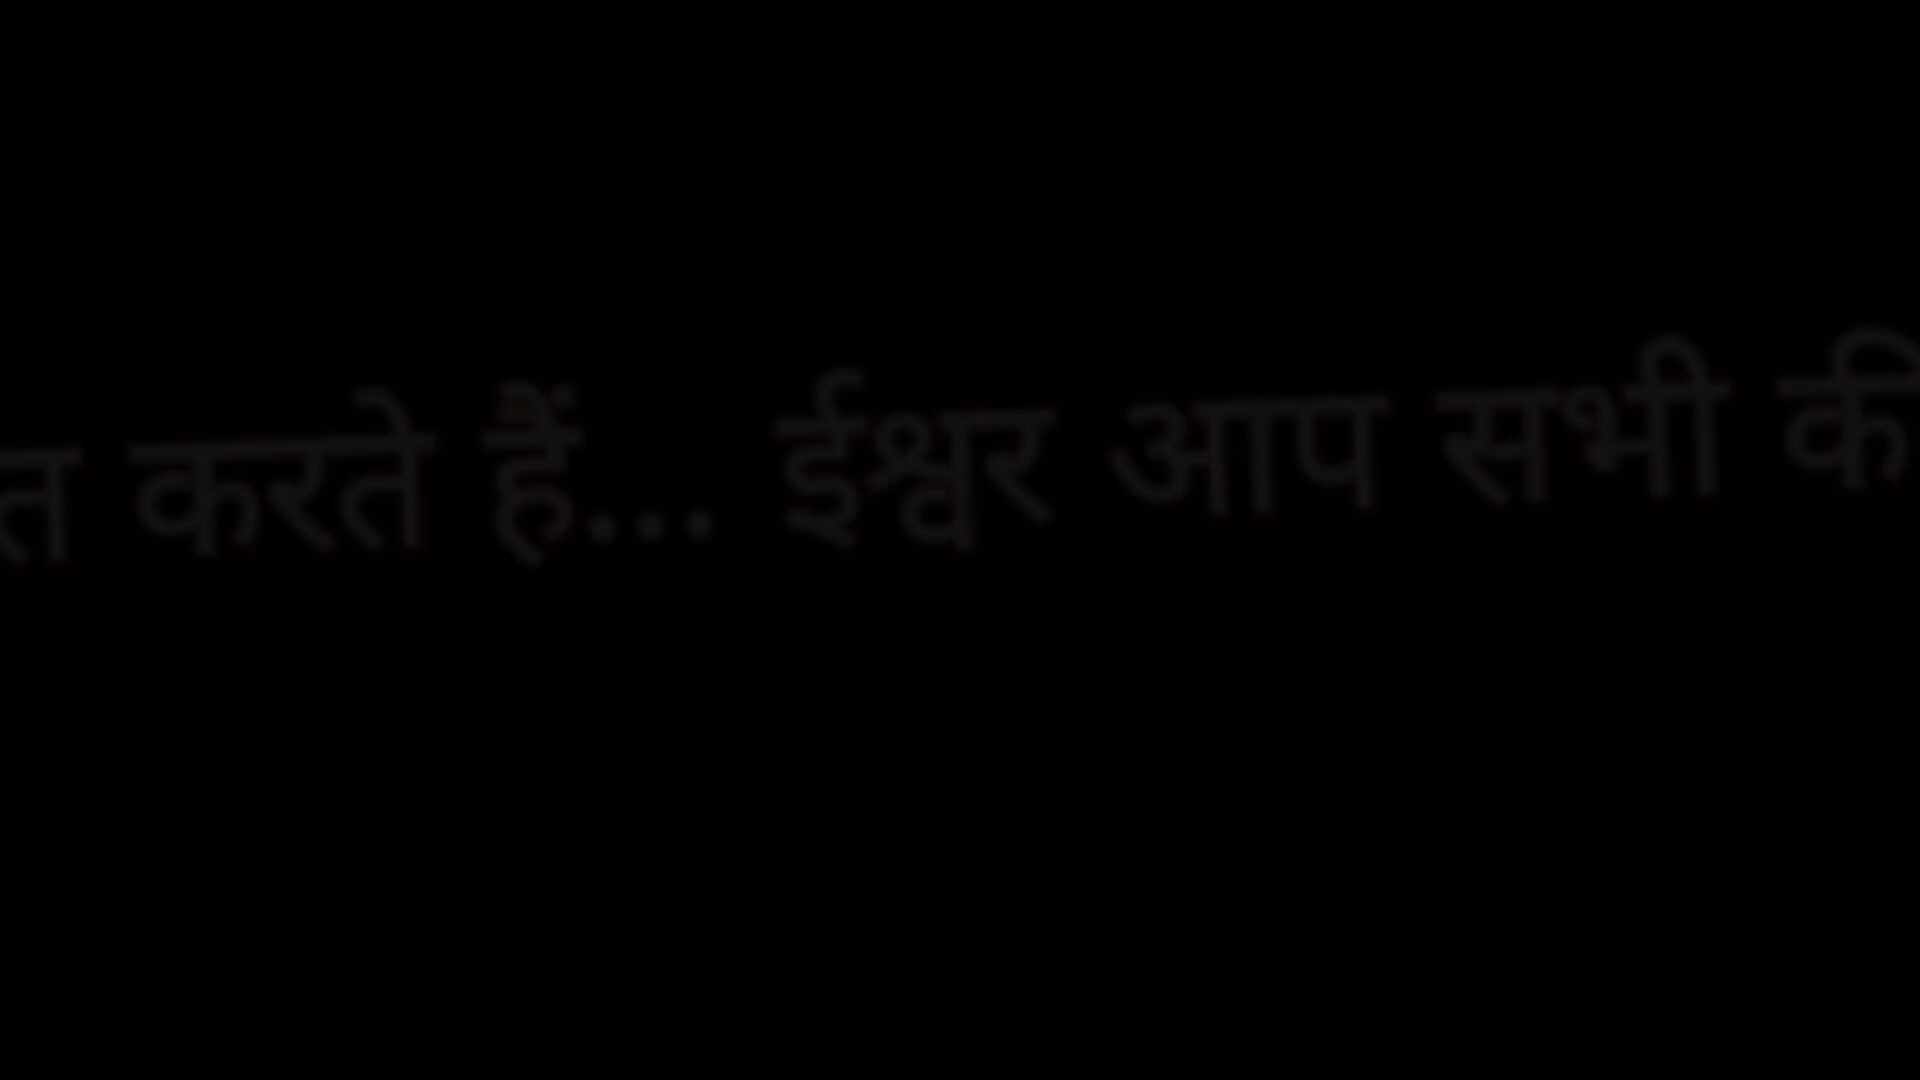 त करते हैं... ईश्वर आप सभी की